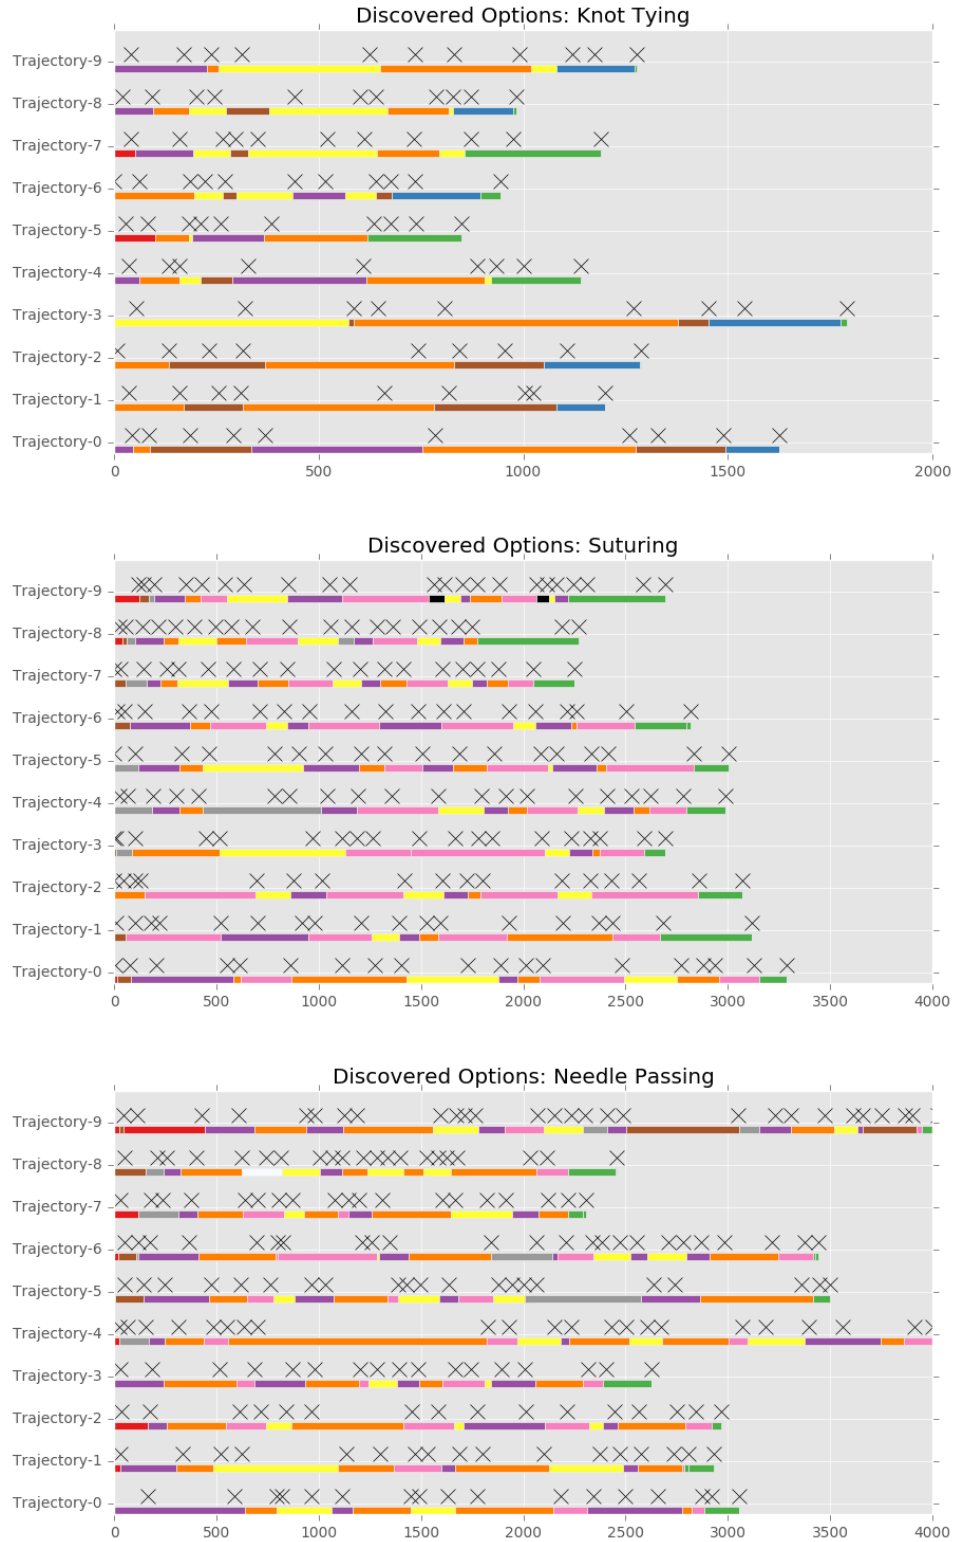 Discovered Options: Knot Tying
Trajectory-9
Trajectory-8
Trajectory-7
Trajectory-6
Trajectory-5
Trajectory-4
Trajectory-3
Trajectory-2
Trajectory-1
Trajectory-0
0 500 1000 1500 2000
Discovered Options: Suturing
Trajectory-9
Trajectory-8
Trajectory-7
Trajectory-6
Trajectory-5
Trajectory-4
Trajectory-3
Trajectory-2
Trajectory-1
Trajectory-0
0 500 1000 1500 2000 2500 3000 3500 4000
Discovered Options: Needle Passing
Trajectory-9
Trajectory-8
Trajectory-7
Trajectory-6
Trajectory-5
Trajectory-4
Trajectory-3
Trajectory-2
Trajectory-1
Trajectory-0
0 500 1000 1500 2000 2500 3000 3500 4000